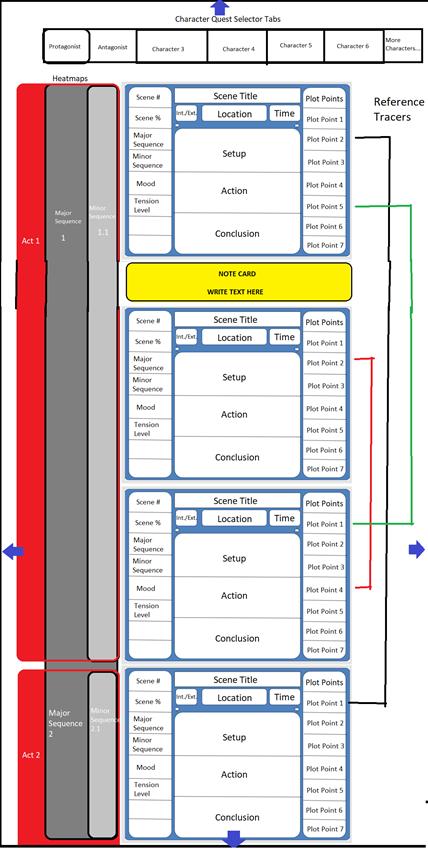 Character Quest Selector Tabs
Protagonist
Antagonist
Character 3
Character 4
Character 5
Character 6
More
Characters...
Heatmaps
Reference
Tracers
Act 1
Major
Sequence
1
Minor
Sequence
1.1
Scene #
Scene %
Major
Sequence
Minor
Sequence
Mood
Tension
Level
Scene Title
Int./Ext.
Location
Time
Setup
Action
Conclusion
Plot Points
Plot Point 1
Plot Point 2
Plot Point 3
Plot Point 4
Plot Point 5
Plot Point 6
Plot Point 7
NOTE CARD
WRITE TEXT HERE
Scene #
Scene %
Major
Sequence
Minor
Sequence
Mood
Tension
Level
Scene Title
Int./Ext.
Location
Time
Setup
Action
Conclusion
Plot Points
Plot Point 1
Plot Point 2
Plot Point 3
Plot Point 4
Plot Point 5
Plot Point 6
Plot Point 7
Scene #
Scene %
Major
Sequence
Minor
Sequence
Mood
Tension
Level
Scene Title
Int./Ext.
Location
Time
Setup
Action
Conclusion
Plot Points
Plot Point 1
Plot Point 2
Plot Point 3
Plot Point 4
Plot Point 5
Plot Point 6
Plot Point 7
Act 2
Major
Sequence
2
Minor
Sequence
2.1
Scene #
Scene %
Major
Sequence
Minor
Sequence
Mood
Tension
Level
Scene Title
Int./Ext.
Location
Time
Setup
Action
Conclusion
Plot Points
Plot Point 1
Plot Point 2
Plot Point 3
Plot Point 4
Plot Point 5
Plot Point 6
Plot Point 7